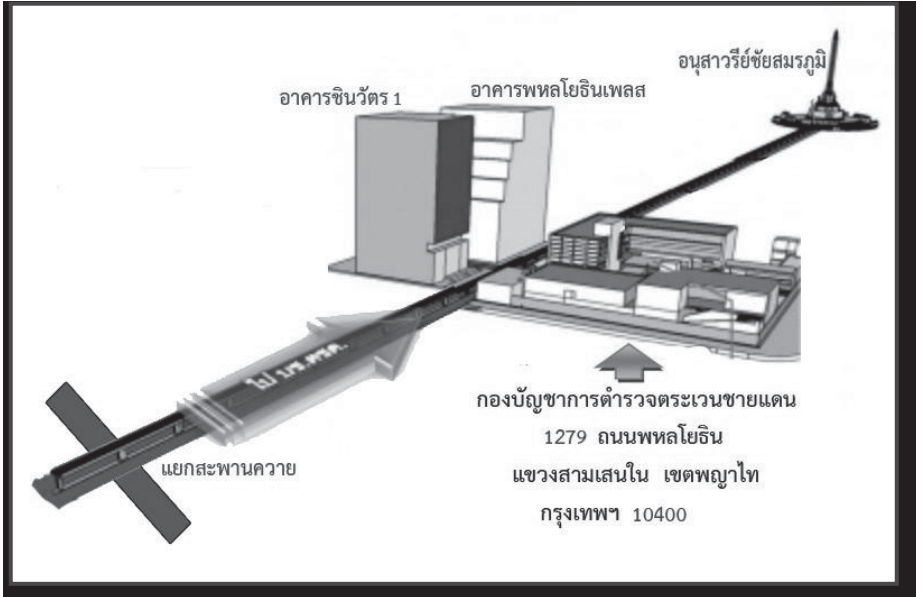 อนุสาวรีย์ชัยสมรภูมิ
อาคารชินวัตร 1
อาคารพหลโยธินเพลส
ไป บช.ตชด.
แยกสะพานควาย
กองบัญชาการตำรวจตระเวนชายแดน
1279 ถนนพหลโยธิน
แขวงสามเสนใน เขตพญาไท
กรุงเทพฯ 10400